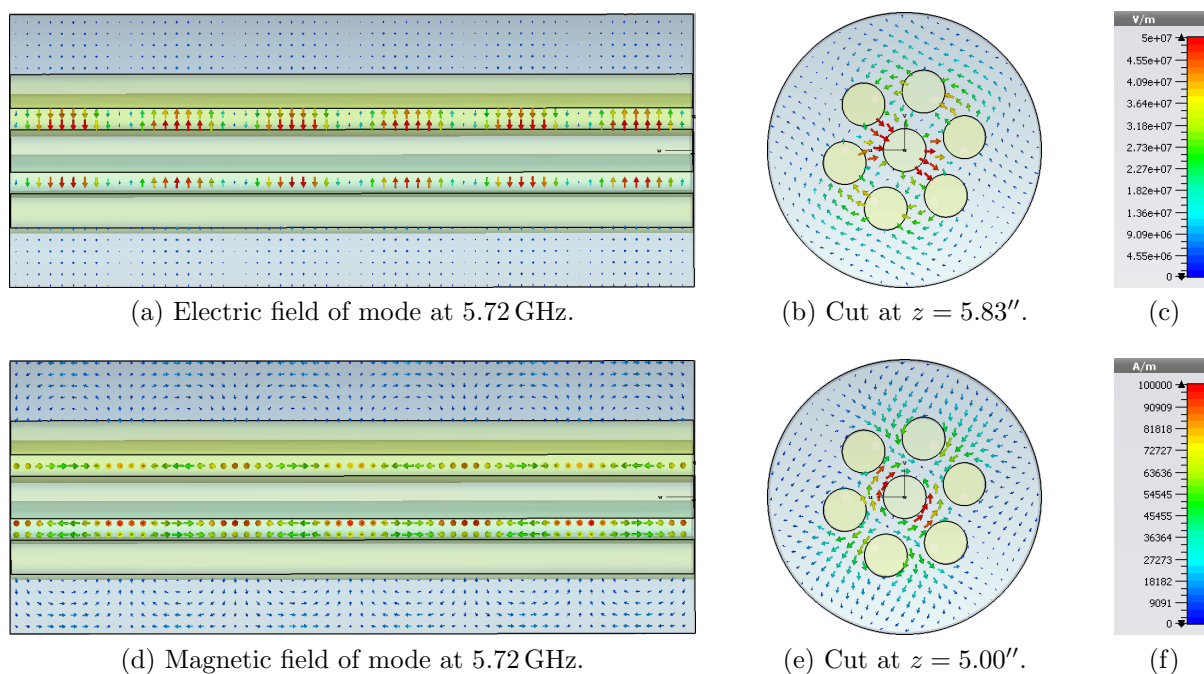 V/m
5e+07
4.55e+07
4.09e+07
3.64e+07
3.18e+07
2.73e+07
2.27e+07
1.82e+07
1.36e+07
9.09e+06
4.55e+06
0
(a) Electric field of mode at 5.72 GHz.
(b) Cut at z = 5.83″.
(c)
A/m
100000
90909
81818
72727
63636
54545
45455
36364
27273
18182
9091
0
(d) Magnetic field of mode at 5.72 GHz.
(e) Cut at z = 5.00″.
(f)